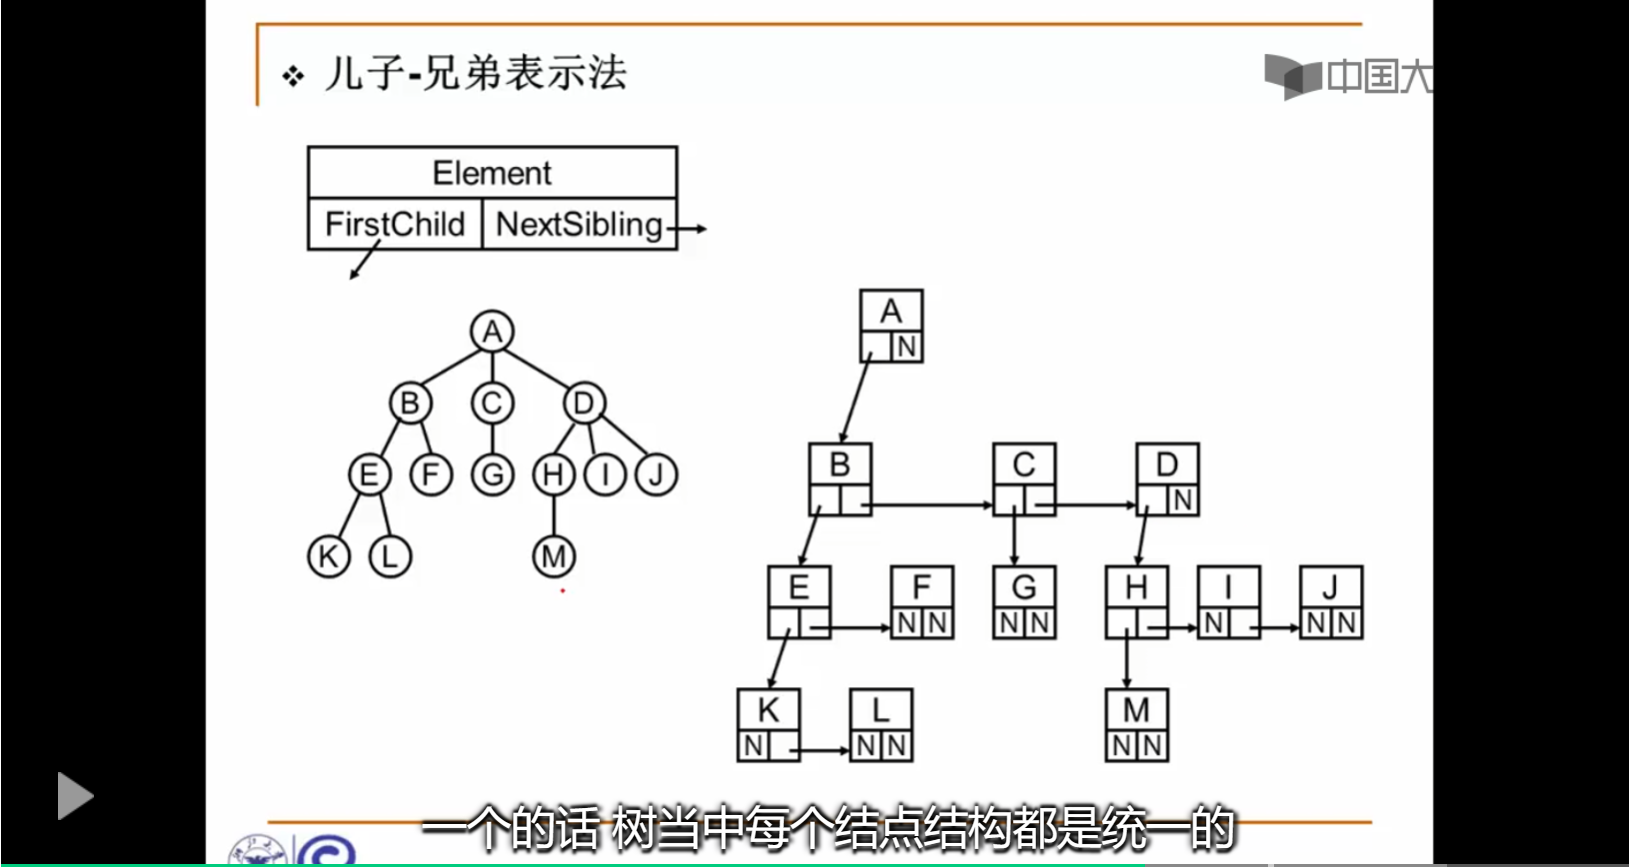 ❖ 儿子-兄弟表示法
中国大
Element
FirstChild NextSibling
A
B C D
E F G H I J
K L M
A
N
B C D
N
E F G H I J
N N N N N N N
K L M
N N N N N
一个的话 树当中每个结点结构都是统一的